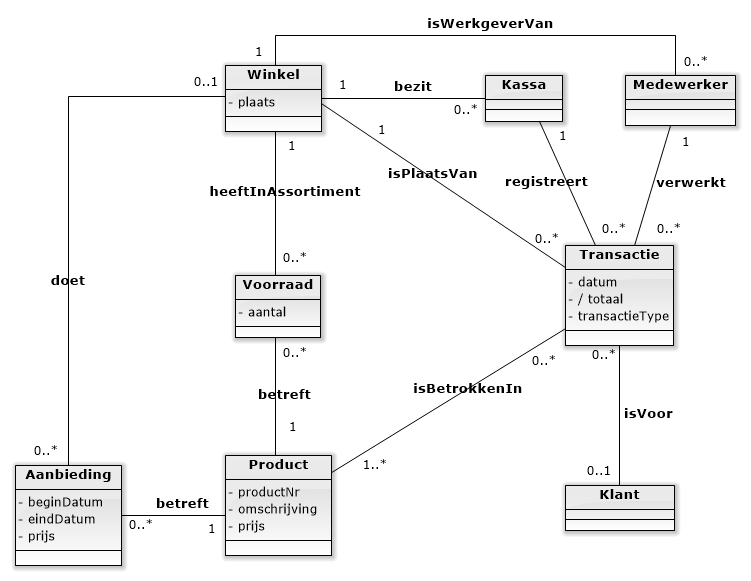 isWerkgeverVan
1
0..*
0..1
Winkel
- plaats
1
bezit
0..*
Kassa
Medewerker
1
1
isPlaatsVan
1
1
heeftInAssortiment
registreert
verwerkt
0..*
0..*
0..*
0..*
doet
Voorraad
- aantal
Transactie
- datum
- / totaal
- transactieType
0..*
0..*
0..*
betreft
isBetrokkenIn
isVoor
1
0..*
1..*
0..1
Aanbieding
- beginDatum
- eindDatum
- prijs
betreft
0..*
1
Product
- productNr
- omschrijving
- prijs
Klant